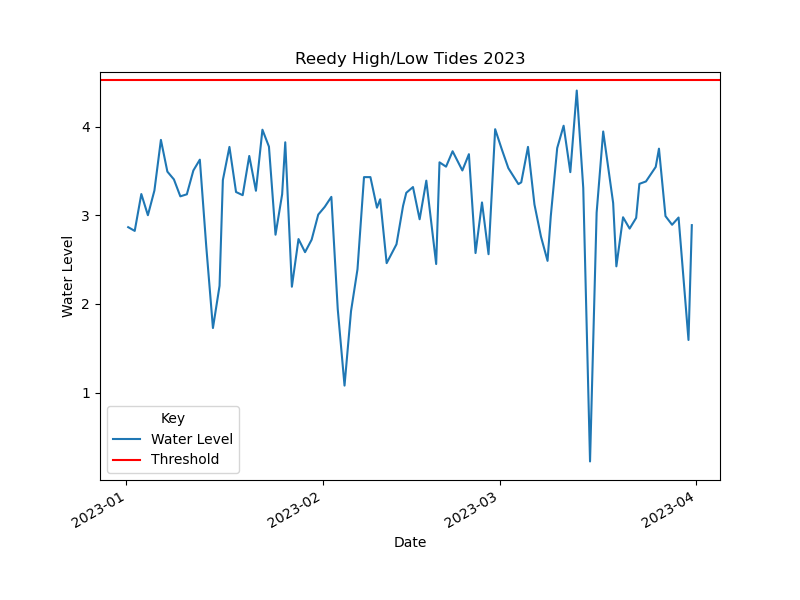 Reedy High/Low Tides 2023
Water Level
4
3
2
1
Key
Water Level
Threshold
2023-01
2023-02
2023-03
2023-04
Date